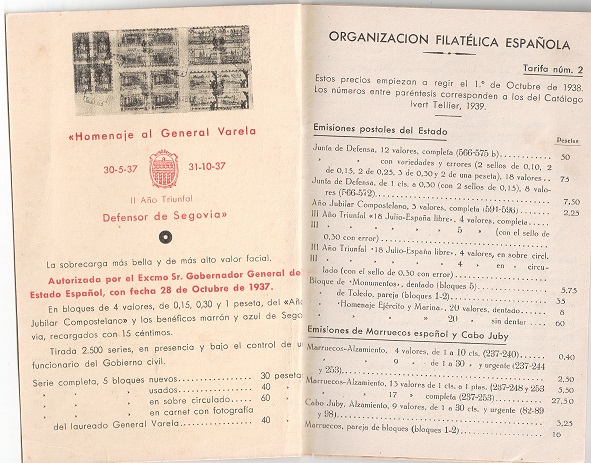 «Homenaje al General Varela
30-5-37
31-10-37
II Año Triunfal
Defensor de Segovia»
La sobrecarga más bella y de más alto valor facial.
Autorizada por el Excmo Sr. Gobernador General de
Estado Español, con fecha 28 de Octubre de 1937.
En bloques de 4 valores, de 0,15, 0,30 y 1 peseta, del «Año
Jubilar Compostelano» y los benéficos marrón y azul de Sego
via, recargados con 15 céntimos.
Tirada 2.500 series, en presencia y bajo el control de u
funcionario del Gobierno civil.
Serie completa, 5 bloques nuevos 30 pesetas
» » » usados 40 »
» » » en sobre circulado 60 »
» » » en carnet con fotografía
del laureado General Varela 40 »
ORGANIZACION FILATÉLICA ESPAÑOLA
Tarifa núm. 2
Estos precios empiezan a regir el 1.º de Octubre de 1938.
Los números entre paréntesis corresponden a los del Catálogo
Ivert Tellier, 1939.
Emisiones postales del Estado
Pesetas
Junta de Defensa, 12 valores, completa (566-575 b) 50
» » con variedades y errores (2 sellos de 0,10, 2
de 0,15, 2 de 0,25, 3 de 0,30 y 2 de una peseta), 18 valores 75
Junta de Defensa, de 1 cts. a 0,30 (con 2 sellos de 0,15), 8 valo-
res (566-572) 7,50
Año Jubilar Compostelano, 3 valores, completa (591-596) 2,25
III Año Triunfal «18 Julio-España libre», 4 valores, completa
III » » » » 5 » (con el sello de
0,30 con error)
III Año Triunfal «18 Julio-España libre», 4 valores, en sobre circl.
III » » » » 4 » en » circu-
lado (con el sello de 0,30 con error)
Bloque de «Monumentos», dentado (bloques 5) 5,75
» de Toledo, pareja (bloques 1-2) 35
» «Homenaje Ejército y Marina», 20 valores, dentado 8
» » » » 20 » sin dentar 60
Emisiones de Marruecos español y Cabo Juby
Marruecos-Alzamiento, 4 valores, de 1 a 10 cts. (237-240) 0,40
» » 9 » de 1 a 30 » y urgente (237-244
y 253) 2,50
Marruecos-Alzamiento, 13 valores de 1 cts. a 1 ptas. (237-248 y 253 5,50
» » 17 » completa (237-253) 27,50
Cabo Juby, Alzamiento, 9 valores, de 1 a 30 cts. y urgente (82-89
y 98) 3,25
Marruecos, pareja de bloques (bloques 1-2) 16